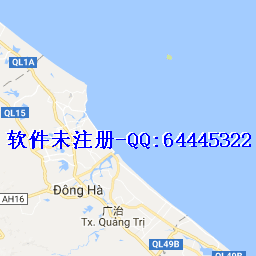 QL1A
QL15
软件未注册-QQ:64445322
Đông Hà
AH16
广治
Tx. Quảng Trị
QL49B
QL49B